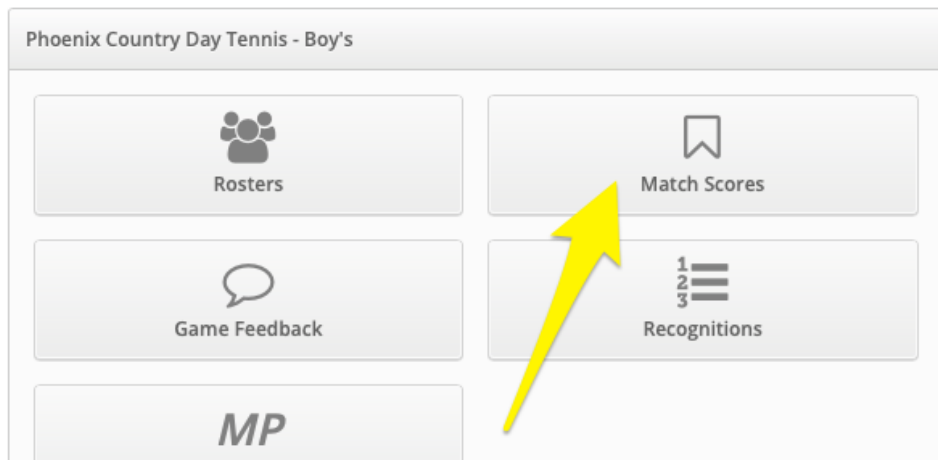 Phoenix Country Day Tennis - Boy's
Rosters
Match Scores
Game Feedback
1
2
3
Recognitions
MP